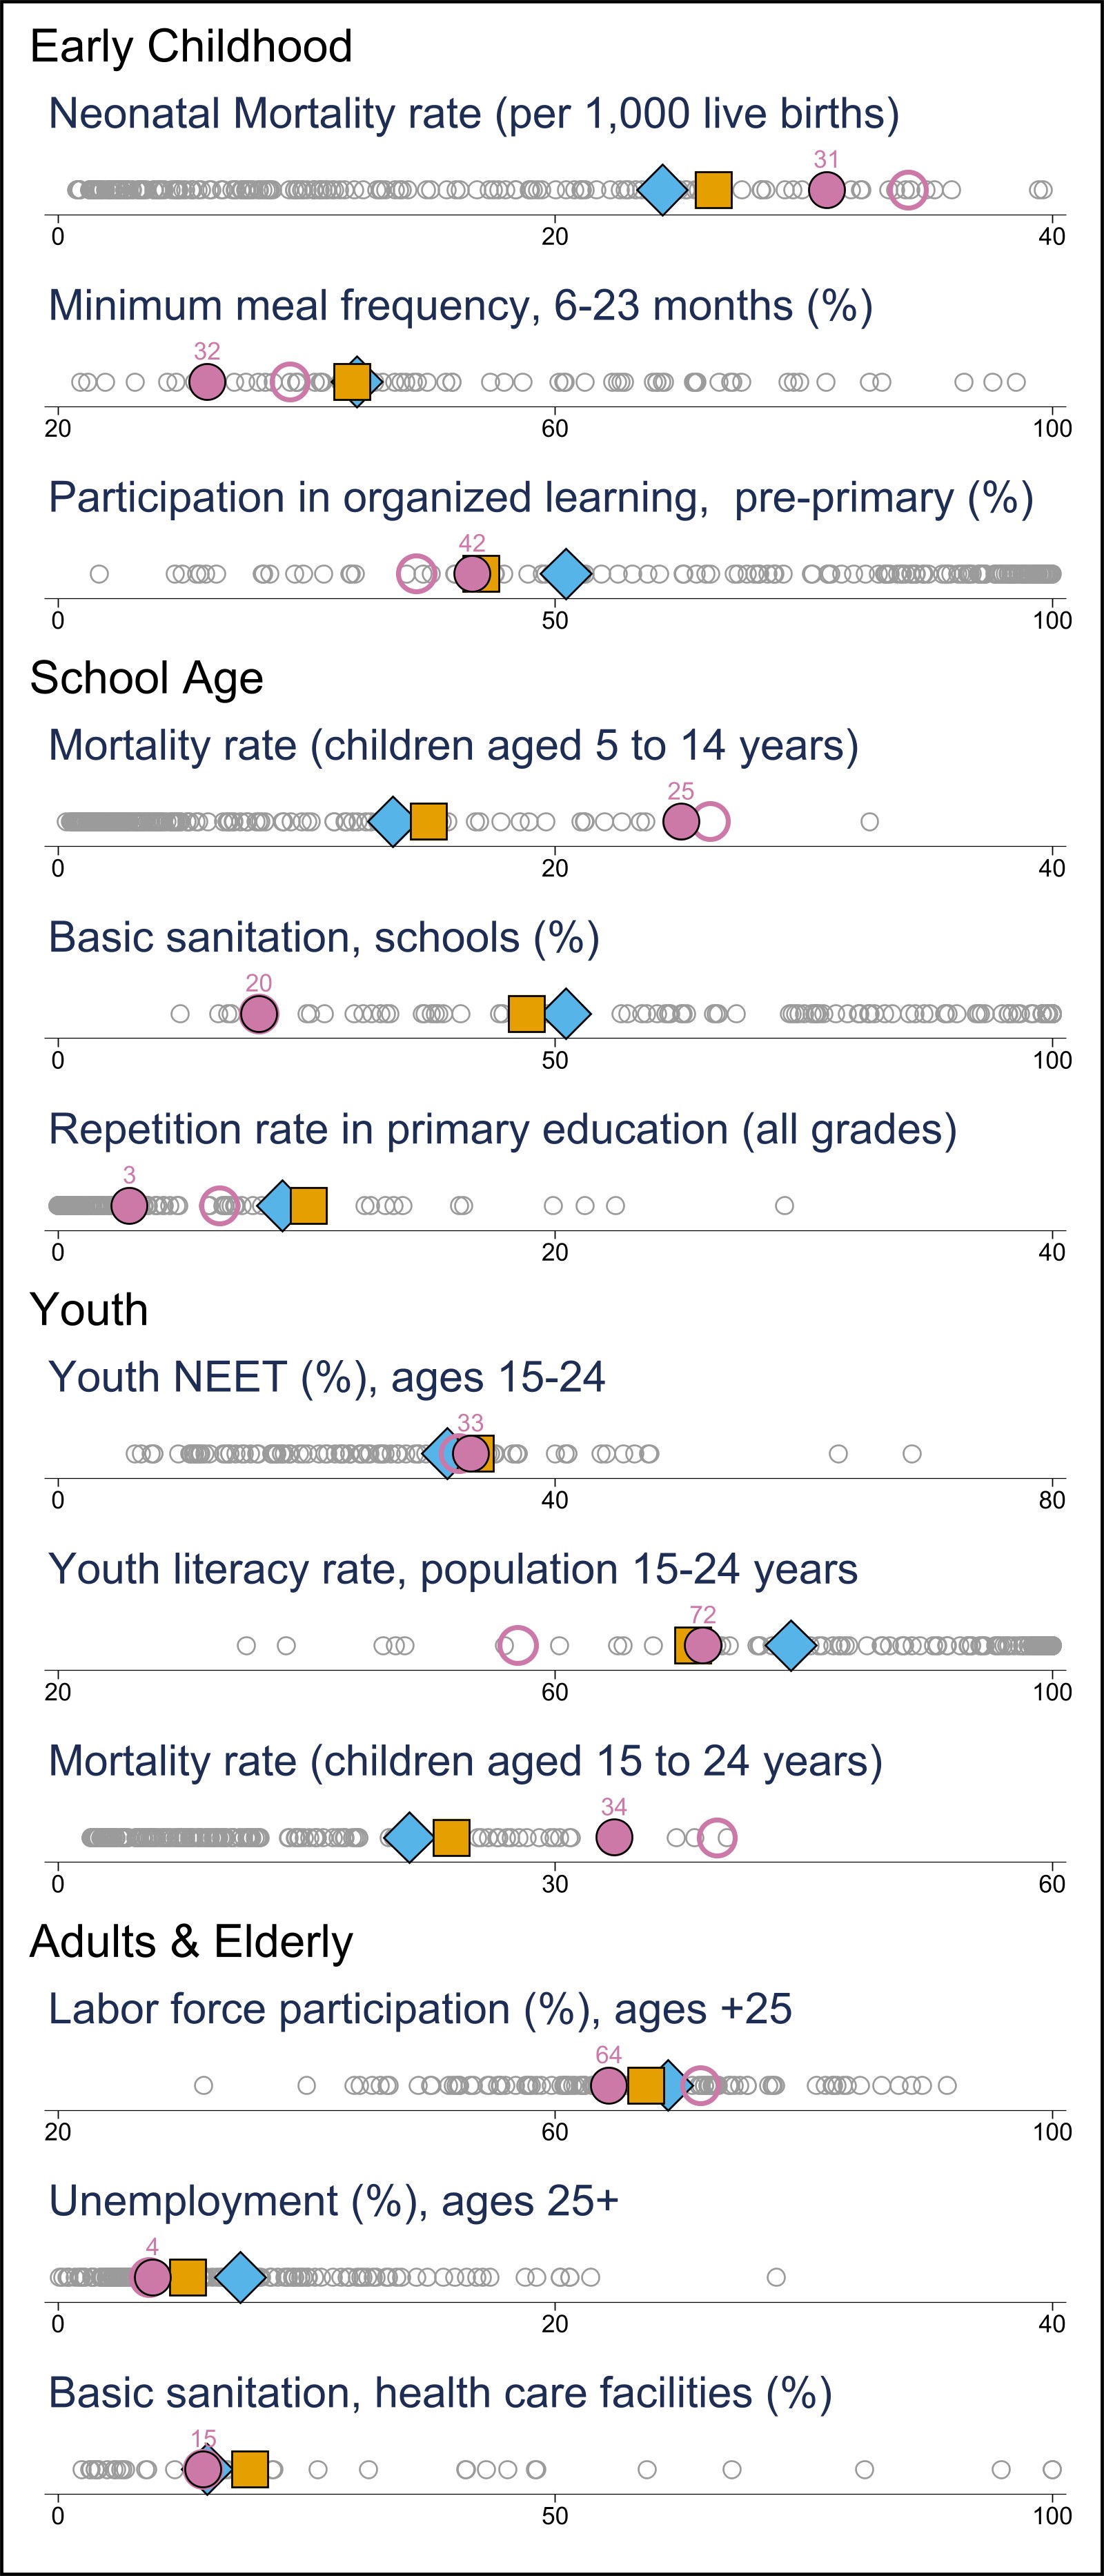 Early Childhood
Neonatal Mortality rate (per 1,000 live births)
31
0 20 40
Minimum meal frequency, 6-23 months (%)
32
20 60 100
Participation in organized learning, pre-primary (%)
42
0 50 100
School Age
Mortality rate (children aged 5 to 14 years)
25
0 20 40
Basic sanitation, schools (%)
20
0 50 100
Repetition rate in primary education (all grades)
3
0 20 40
Youth
Youth NEET (%), ages 15-24
33
0 40 80
Youth literacy rate, population 15-24 years
72
20 60 100
Mortality rate (children aged 15 to 24 years)
34
0 30 60
Adults & Elderly
Labor force participation (%), ages +25
64
20 60 100
Unemployment (%), ages 25+
4
0 20 40
Basic sanitation, health care facilities (%)
15
0 50 100